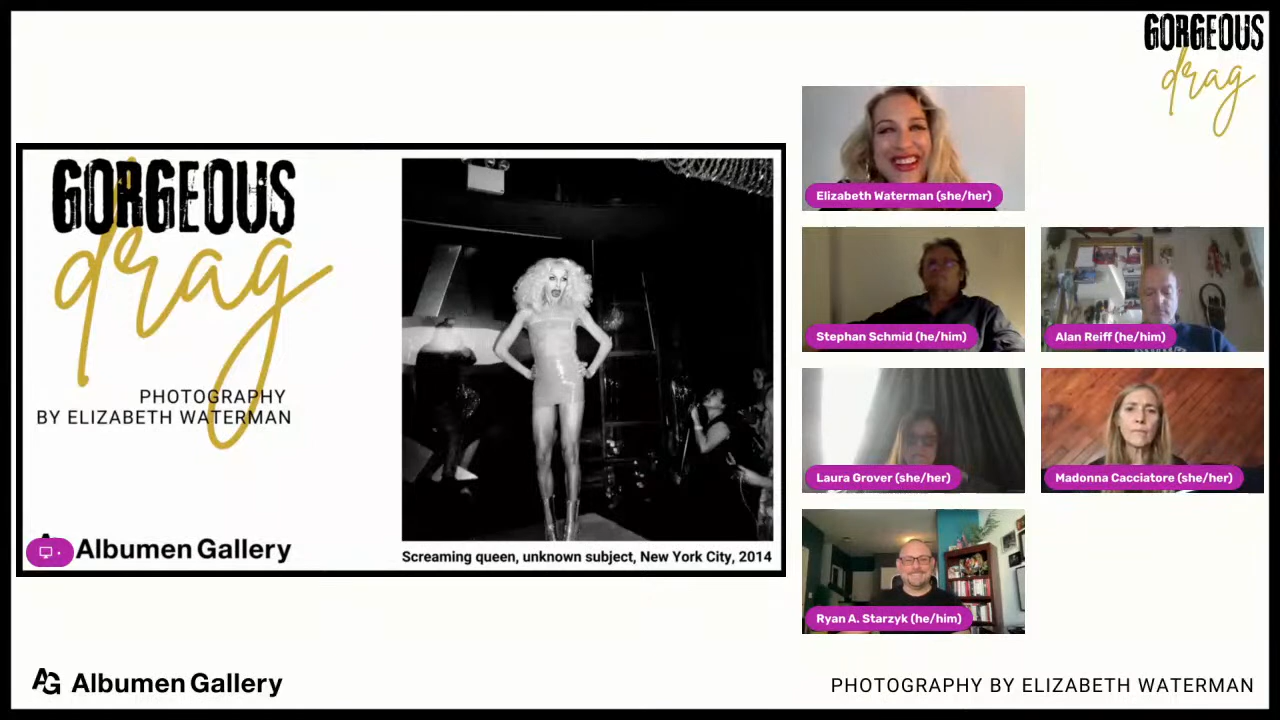 GORGEOUS
drag
GORGEOUS
drag
PHOTOGRAPHY
BY ELIZABETH WATERMAN
Albumen Gallery
Screaming queen, unknown subject, New York City, 2014
Elizabeth Waterman (she/her)
Stephan Schmid (he/him)
Alan Reiff (he/him)
Laura Grover (she/her)
Madonna Cacciatore (she/her)
Ryan A. Starzyk (he/him)
AG Albumen Gallery
PHOTOGRAPHY BY ELIZABETH WATERMAN